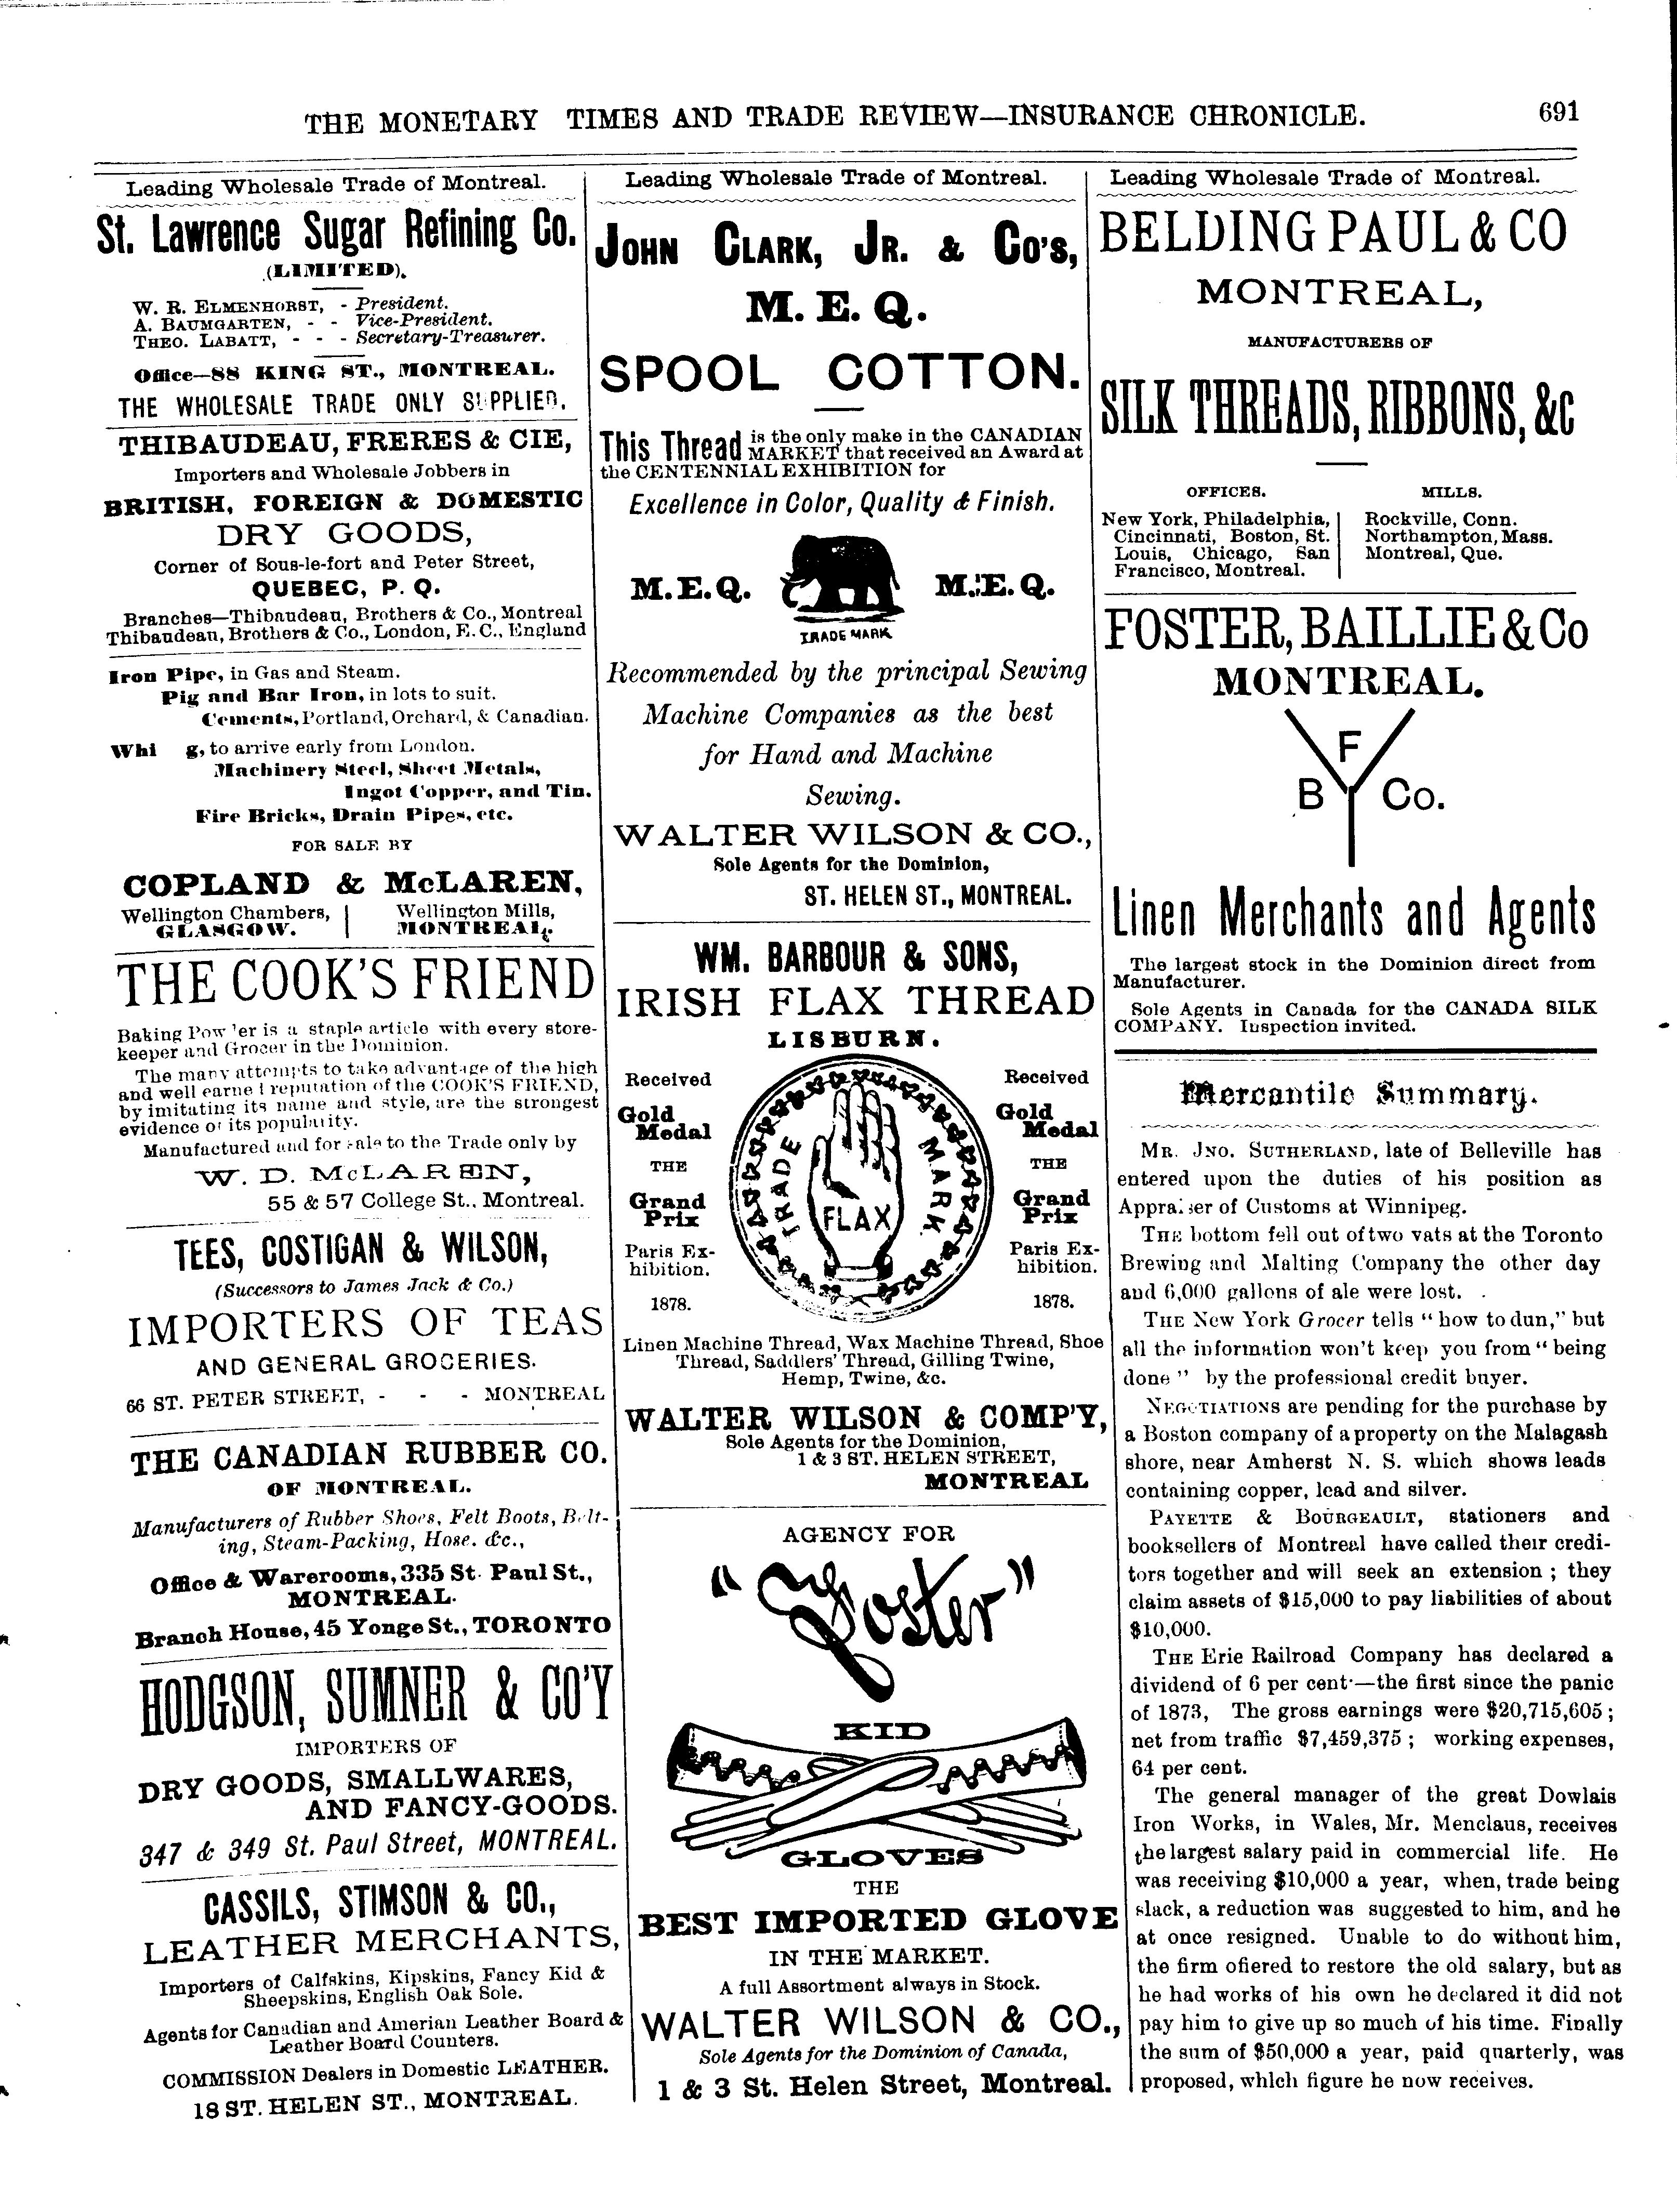 THE MONETARY TIMES AND TRADE REVIEW—INSURANCE CHRONICLE. 691
Leading Wholesale Trade of Montreal.
St. Lawrence Sugar Refining Co.
(LIMITED).
W. R. ELMENHORST, - President.
A. BAUMGARTEN, - - Vice-President.
THEO. LABATT, - - - Secretary-Treasurer.
Office—88 KING ST., MONTREAL.
THE WHOLESALE TRADE ONLY SUPPLIED.
THIBAUDEAU, FRERES & CIE,
Importers and Wholesale Jobbers in
BRITISH, FOREIGN & DOMESTIC
DRY GOODS,
Corner of Sous-le-fort and Peter Street,
QUEBEC, P. Q.
Branches—Thibaudeau, Brothers & Co., Montreal
Thibaudeau, Brothers & Co., London, E. C., England
Iron Pipe, in Gas and Steam.
Pig and Bar Iron, in lots to suit.
Cements, Portland, Orchard, & Canadian.
Whi g, to arrive early from London.
Machinery Steel, Sheet Metals,
Ingot Copper, and Tin.
Fire Bricks, Drain Pipes, etc.
FOR SALE BY
COPLAND & McLAREN,
Wellington Chambers, | Wellington Mills,
GLASGOW. | MONTREAL.
THE COOK'S FRIEND
Baking Pow'er is a staple article with every store-
keeper and Grocer in the Dominion.
The many attempts to take advantage of the high
and well earned reputation of the COOK'S FRIEND,
by imitating its name and style, are the strongest
evidence of its popularity.
Manufactured and for sale to the Trade only by
W. D. McLAREN,
55 & 57 College St., Montreal.
TEES, COSTIGAN & WILSON,
(Successors to James Jack & Co.)
IMPORTERS OF TEAS
AND GENERAL GROCERIES.
66 ST. PETER STREET, - - - MONTREAL
THE CANADIAN RUBBER CO.
OF MONTREAL.
Manufacturers of Rubber Shoes, Felt Boots, Belt-
ing, Steam-Packing, Hose. &c.,
Office & Warerooms, 335 St. Paul St.,
MONTREAL.
Branch House, 45 Yonge St., TORONTO
HODGSON, SUMNER & CO'Y
IMPORTERS OF
DRY GOODS, SMALLWARES,
AND FANCY-GOODS.
347 & 349 St. Paul Street, MONTREAL.
CASSILS, STIMSON & CO.,
LEATHER MERCHANTS,
Importers of Calfskins, Kipskins, Fancy Kid &
Sheepskins, English Oak Sole.
Agents for Canadian and Amerian Leather Board &
Leather Board Counters.
COMMISSION Dealers in Domestic LEATHER.
18 ST. HELEN ST., MONTREAL.
Leading Wholesale Trade of Montreal.
JOHN CLARK, JR. & CO'S,
M. E. Q.
SPOOL COTTON.
This Thread is the only make in the CANADIAN
MARKET that received an Award at
the CENTENNIAL EXHIBITION for
Excellence in Color, Quality & Finish.
M. E. Q. M. E. Q.
TRADE MARK
Recommended by the principal Sewing
Machine Companies as the best
for Hand and Machine
Sewing.
WALTER WILSON & CO.,
Sole Agents for the Dominion,
ST. HELEN ST., MONTREAL.
WM. BARBOUR & SONS,
IRISH FLAX THREAD
LISBURN.
Received
Gold
Medal
THE
Grand
Prix
Paris Ex-
hibition.
1878.
TRADE MARK
FLAX
Received
Gold
Medal
THE
Grand
Prix
Paris Ex-
hibition.
1878.
Linen Machine Thread, Wax Machine Thread, Shoe
Thread, Saddlers' Thread, Gilling Twine,
Hemp, Twine, &c.
WALTER WILSON & COMP'Y,
Sole Agents for the Dominion,
1 & 3 ST. HELEN STREET,
MONTREAL
AGENCY FOR
"Foster"
KID
GLOVES
THE
BEST IMPORTED GLOVE
IN THE MARKET.
A full Assortment always in Stock.
WALTER WILSON & CO.,
Sole Agents for the Dominion of Canada,
1 & 3 St. Helen Street, Montreal.
Leading Wholesale Trade of Montreal.
BELDING PAUL & CO
MONTREAL,
MANUFACTURERS OF
SILK THREADS, RIBBONS, &c
OFFICES.
New York, Philadelphia,
Cincinnati, Boston, St.
Louis, Chicago, San
Francisco, Montreal.
MILLS.
Rockville, Conn.
Northampton, Mass.
Montreal, Que.
FOSTER, BAILLIE & Co
MONTREAL.
F
B Co.
Linen Merchants and Agents
The largest stock in the Dominion direct from
Manufacturer.
Sole Agents in Canada for the CANADA SILK
COMPANY. Inspection invited.
Mercantile Summary.
MR. JNO. SUTHERLAND, late of Belleville has
entered upon the duties of his position as
Appraiser of Customs at Winnipeg.
THE bottom fell out of two vats at the Toronto
Brewing and Malting Company the other day
and 6,000 gallons of ale were lost.
THE New York Grocer tells "how to dun," but
all the information won't keep you from "being
done" by the professional credit buyer.
NEGOTIATIONS are pending for the purchase by
a Boston company of a property on the Malagash
shore, near Amherst N. S. which shows leads
containing copper, lead and silver.
PAYETTE & BOURGEAULT, stationers and
booksellers of Montreal have called their credi-
tors together and will seek an extension; they
claim assets of $15,000 to pay liabilities of about
$10,000.
THE Erie Railroad Company has declared a
dividend of 6 per cent.—the first since the panic
of 1873, The gross earnings were $20,715,605;
net from traffic $7,459,375; working expenses,
64 per cent.
The general manager of the great Dowlais
Iron Works, in Wales, Mr. Menclaus, receives
the largest salary paid in commercial life. He
was receiving $10,000 a year, when, trade being
slack, a reduction was suggested to him, and he
at once resigned. Unable to do without him,
the firm offered to restore the old salary, but as
he had works of his own he declared it did not
pay him to give up so much of his time. Finally
the sum of $50,000 a year, paid quarterly, was
proposed, which figure he now receives.